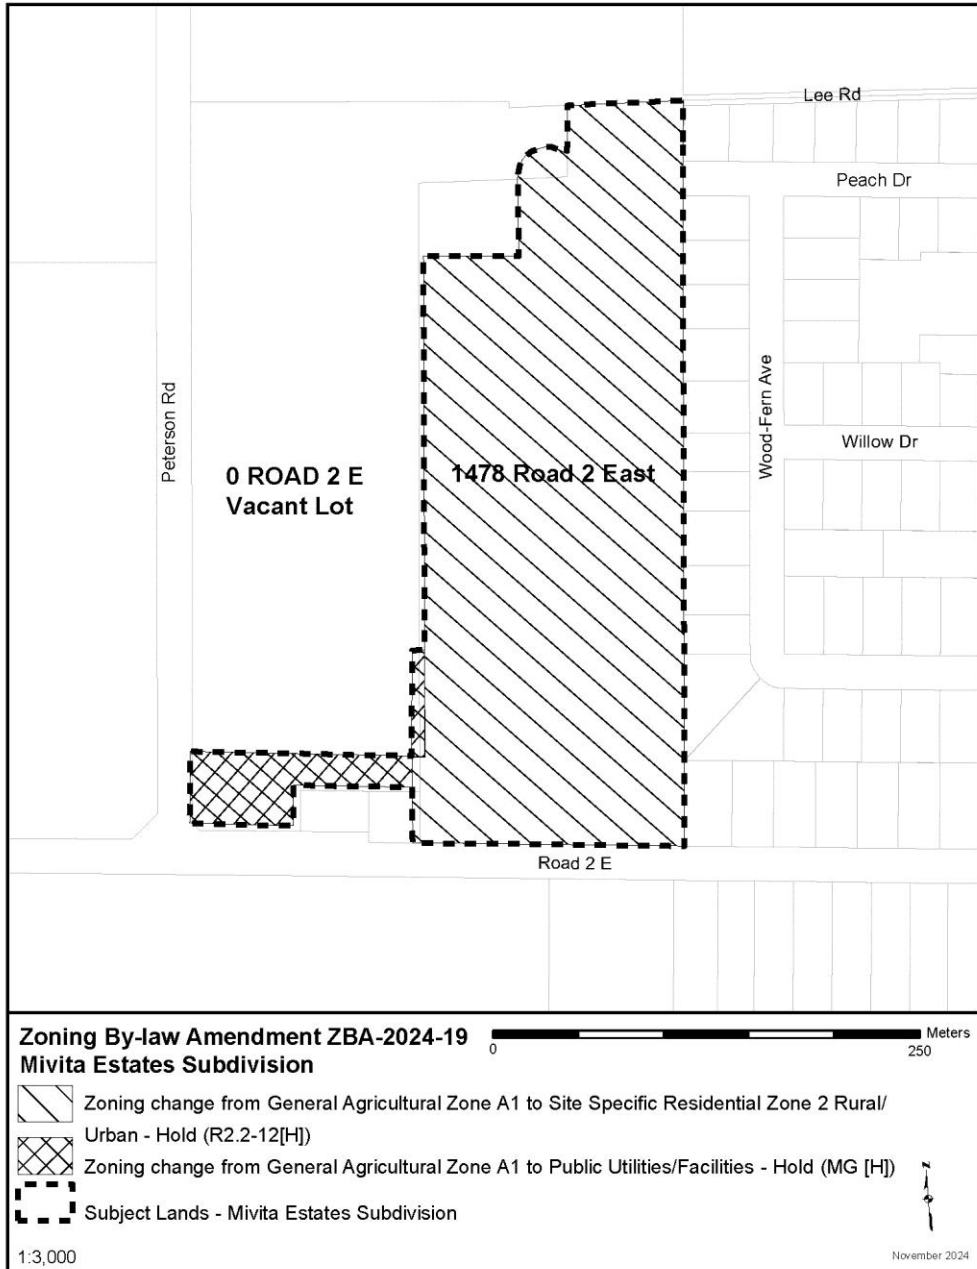 Lee Rd
Peach Dr
Peterson Rd
Wood-Fern Ave
Willow Dr
0 ROAD 2 E
Vacant Lot
1478 Road 2 East
Road 2 E
Zoning By-law Amendment ZBA-2024-19
Mivita Estates Subdivision
0
250
Meters
Zoning change from General Agricultural Zone A1 to Site Specific Residential Zone 2 Rural/
Urban - Hold (R2.2-12[H])
Zoning change from General Agricultural Zone A1 to Public Utilities/Facilities - Hold (MG [H])
Subject Lands - Mivita Estates Subdivision
N
1:3,000
November 2024